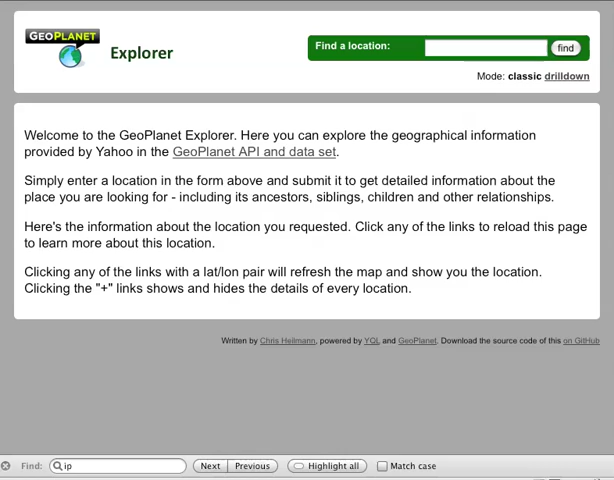 GEOPLANET
Explorer
Find a location:
find
Mode: classic drilldown
Welcome to the GeoPlanet Explorer. Here you can explore the geographical information
provided by Yahoo in the GeoPlanet API and data set.
Simply enter a location in the form above and submit it to get detailed information about the
place you are looking for - including its ancestors, siblings, children and other relationships.
Here's the information about the location you requested. Click any of the links to reload this page
to learn more about this location.
Clicking any of the links with a lat/lon pair will refresh the map and show you the location.
Clicking the "+" links shows and hides the details of every location.
Written by Chris Heilmann, powered by YQL and GeoPlanet. Download the source code of this on GitHub
Find: ip Next Previous Highlight all Match case